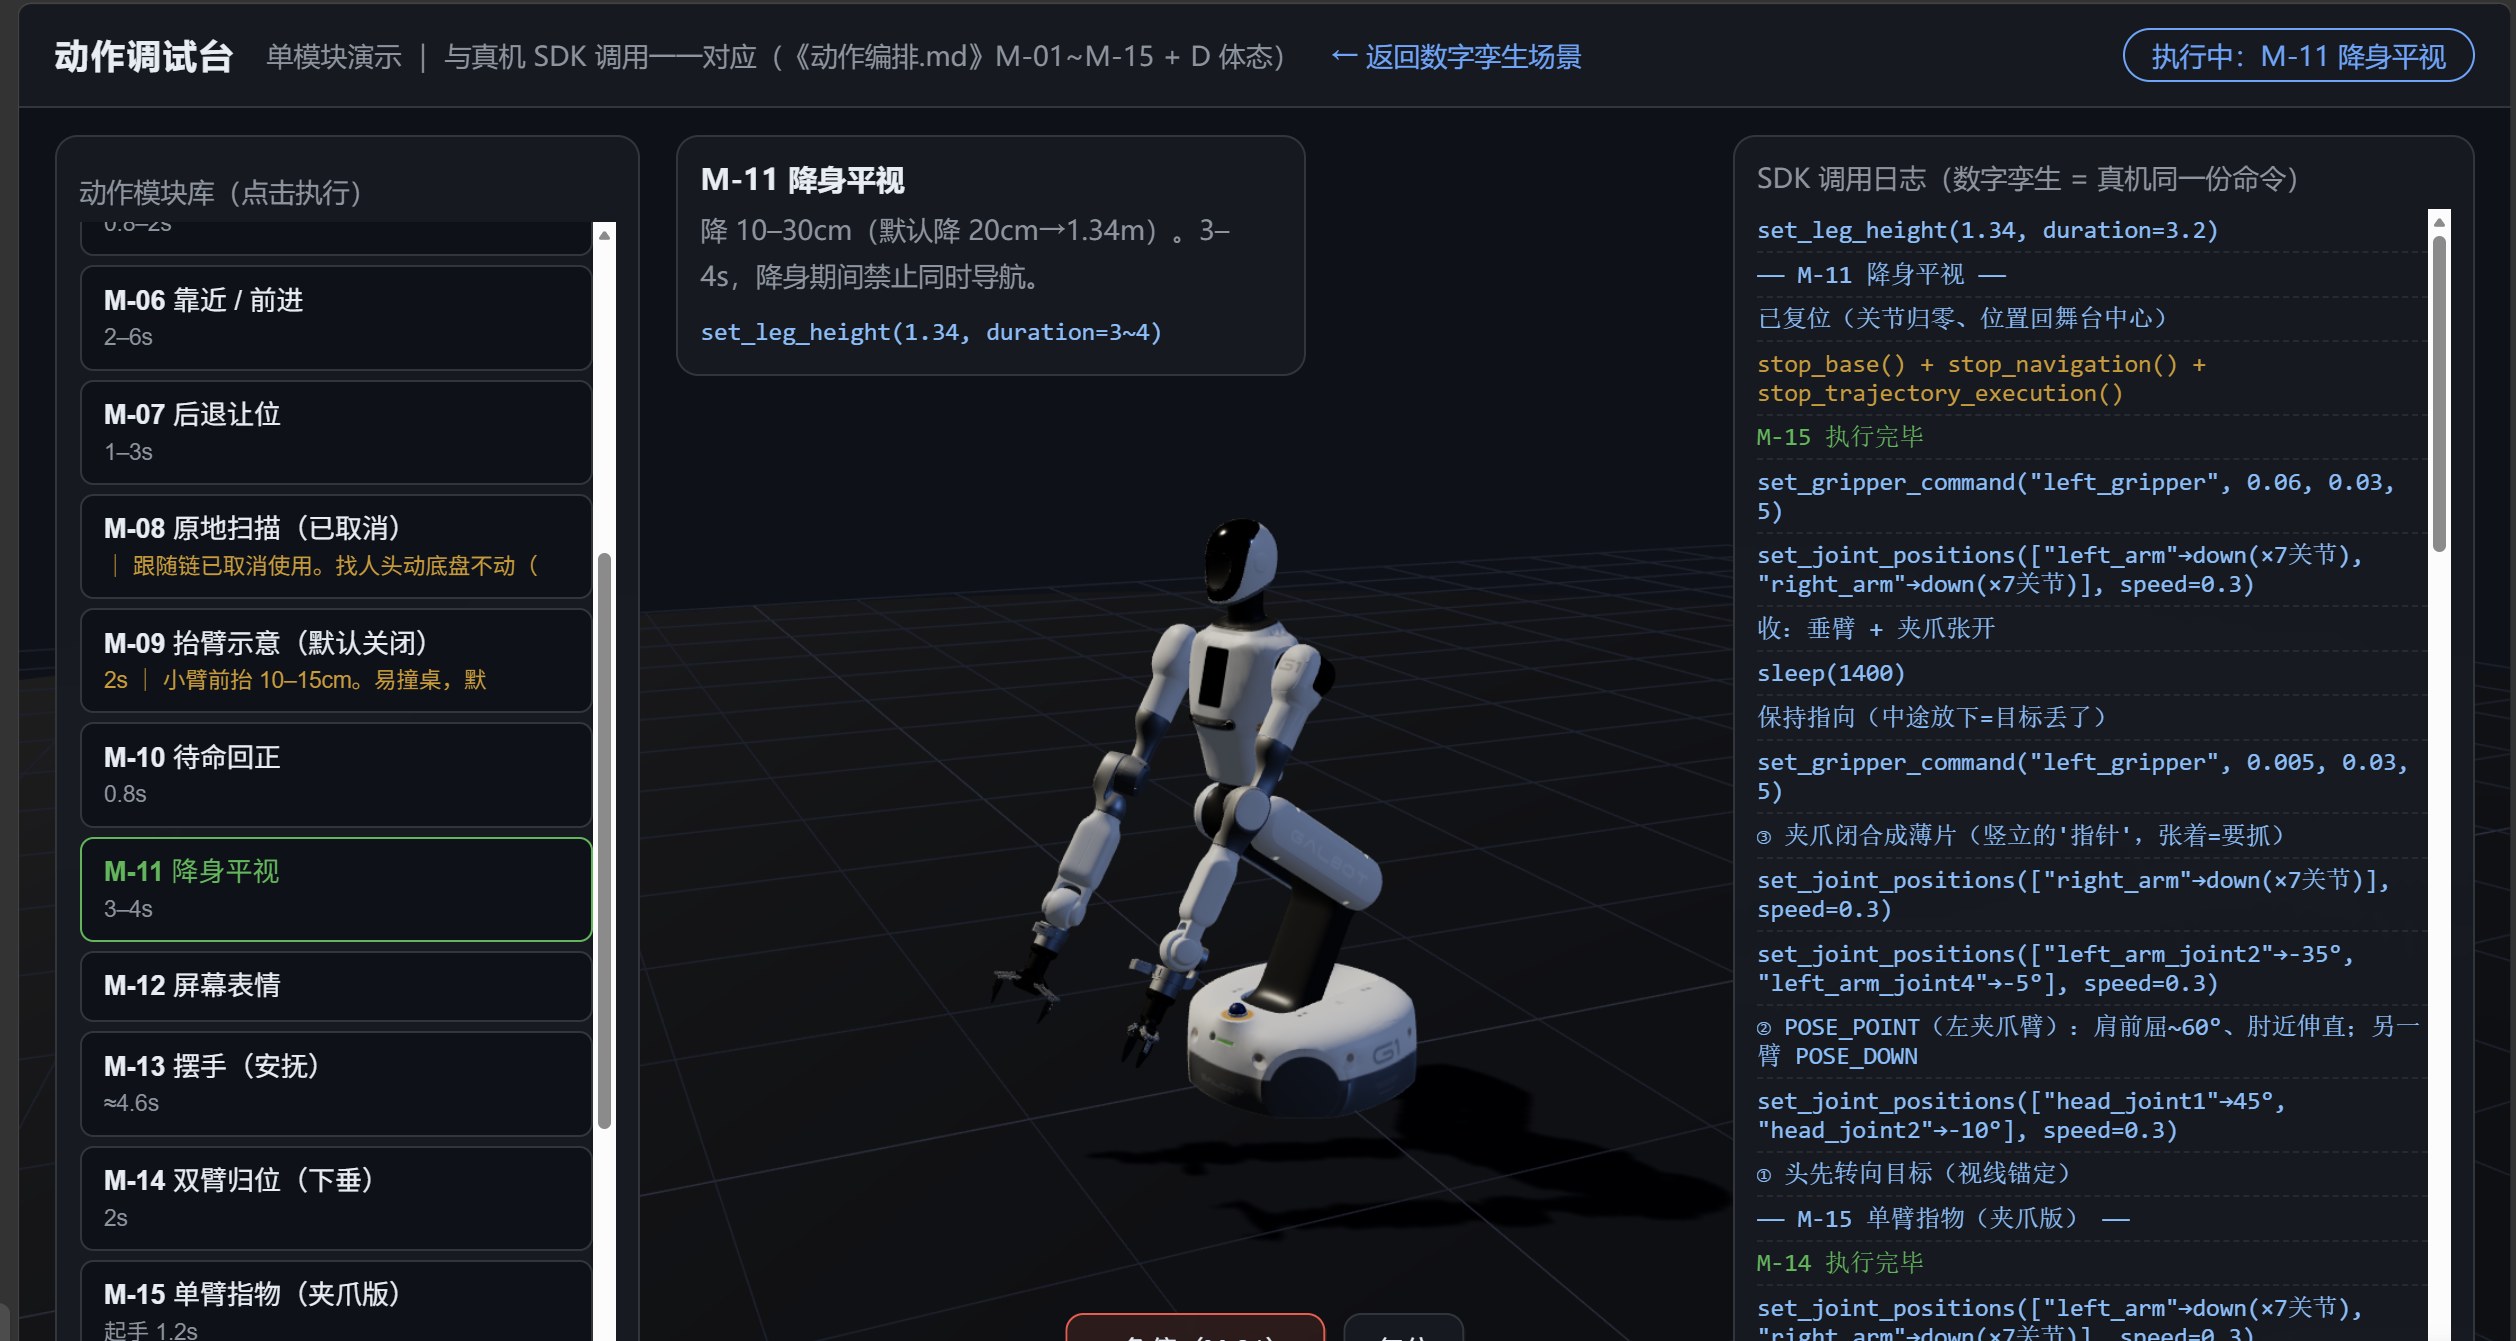 动作调试台
单模块演示 | 与真机 SDK 调用一一对应（《动作编排.md》M-01~M-15 + D 体态）
← 返回数字孪生场景
执行中：M-11 降身平视
动作模块库（点击执行）
0.8–2s
M-06 靠近 / 前进
2–6s
M-07 后退让位
1–3s
M-08 原地扫描（已取消）
| 跟随链已取消使用。找人头动底盘不动（
M-09 抬臂示意（默认关闭）
2s | 小臂前抬 10–15cm。易撞桌，默
M-10 待命回正
0.8s
M-11 降身平视
3–4s
M-12 屏幕表情
M-13 摆手（安抚）
≈4.6s
M-14 双臂归位（下垂）
2s
M-15 单臂指物（夹爪版）
起手 1.2s
M-11 降身平视
降 10–30cm（默认降 20cm→1.34m）。3–
4s，降身期间禁止同时导航。
set_leg_height(1.34, duration=3~4)
GALBOT
G1
G1
SDK 调用日志（数字孪生 = 真机同一份命令）
set_leg_height(1.34, duration=3.2)
—— M-11 降身平视 ——
已复位（关节归零、位置回舞台中心）
stop_base() + stop_navigation() +
stop_trajectory_execution()
M-15 执行完毕
set_gripper_command("left_gripper", 0.06, 0.03,
5)
set_joint_positions(["left_arm"→down(×7关节),
"right_arm"→down(×7关节)], speed=0.3)
收：垂臂 + 夹爪张开
sleep(1400)
保持指向（中途放下=目标丢了）
set_gripper_command("left_gripper", 0.005, 0.03,
5)
③ 夹爪闭合成薄片（竖立的'指针'，张着=要抓）
set_joint_positions(["right_arm"→down(×7关节)],
speed=0.3)
set_joint_positions(["left_arm_joint2"→-35°,
"left_arm_joint4"→-5°], speed=0.3)
② POSE_POINT（左夹爪臂）：肩前屈~60°、肘近伸直；另一
臂 POSE_DOWN
set_joint_positions(["head_joint1"→45°,
"head_joint2"→-10°], speed=0.3)
① 头先转向目标（视线锚定）
—— M-15 单臂指物（夹爪版） ——
M-14 执行完毕
set_joint_positions(["left_arm"→down(×7关节),
"right_arm"→down(×7关节)], speed=0.3)